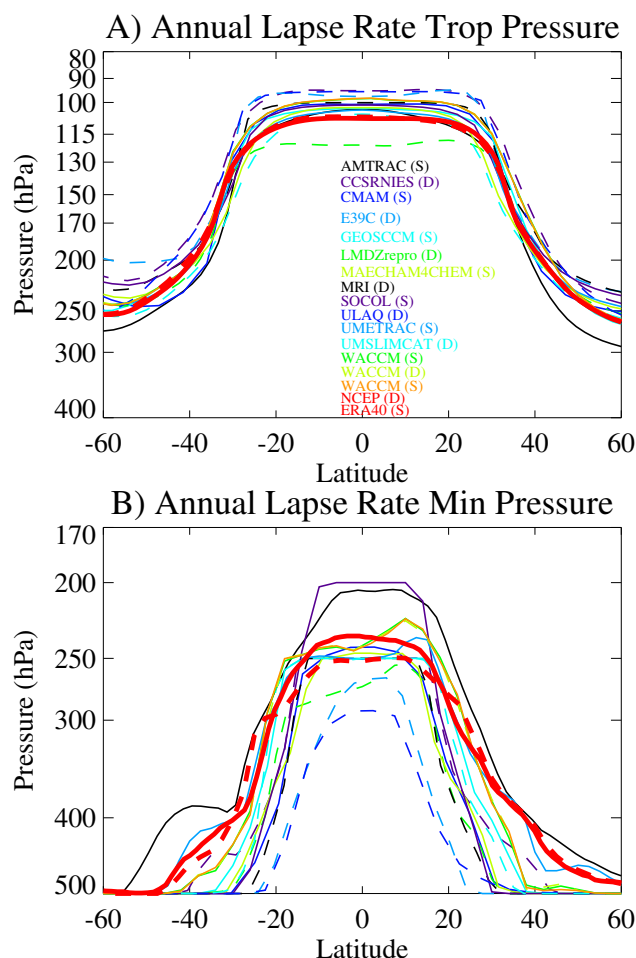 A) Annual Lapse Rate Trop Pressure
80
90
100
115
130
150
170
200
250
300
400
Pressure (hPa)
AMTRAC (S)
CCSRNIES (D)
CMAM (S)
E39C (D)
GEOSCCM (S)
LMDZrepro (D)
MAECHAM4CHEM (S)
MRI (D)
SOCOL (S)
ULAQ (D)
UMETRAC (S)
UMSLIMCAT (D)
WACCM (S)
WACCM (D)
WACCM (S)
NCEP (D)
ERA40 (S)
-60 -40 -20 0 20 40 60
Latitude
B) Annual Lapse Rate Min Pressure
170
200
250
300
400
500
Pressure (hPa)
-60 -40 -20 0 20 40 60
Latitude